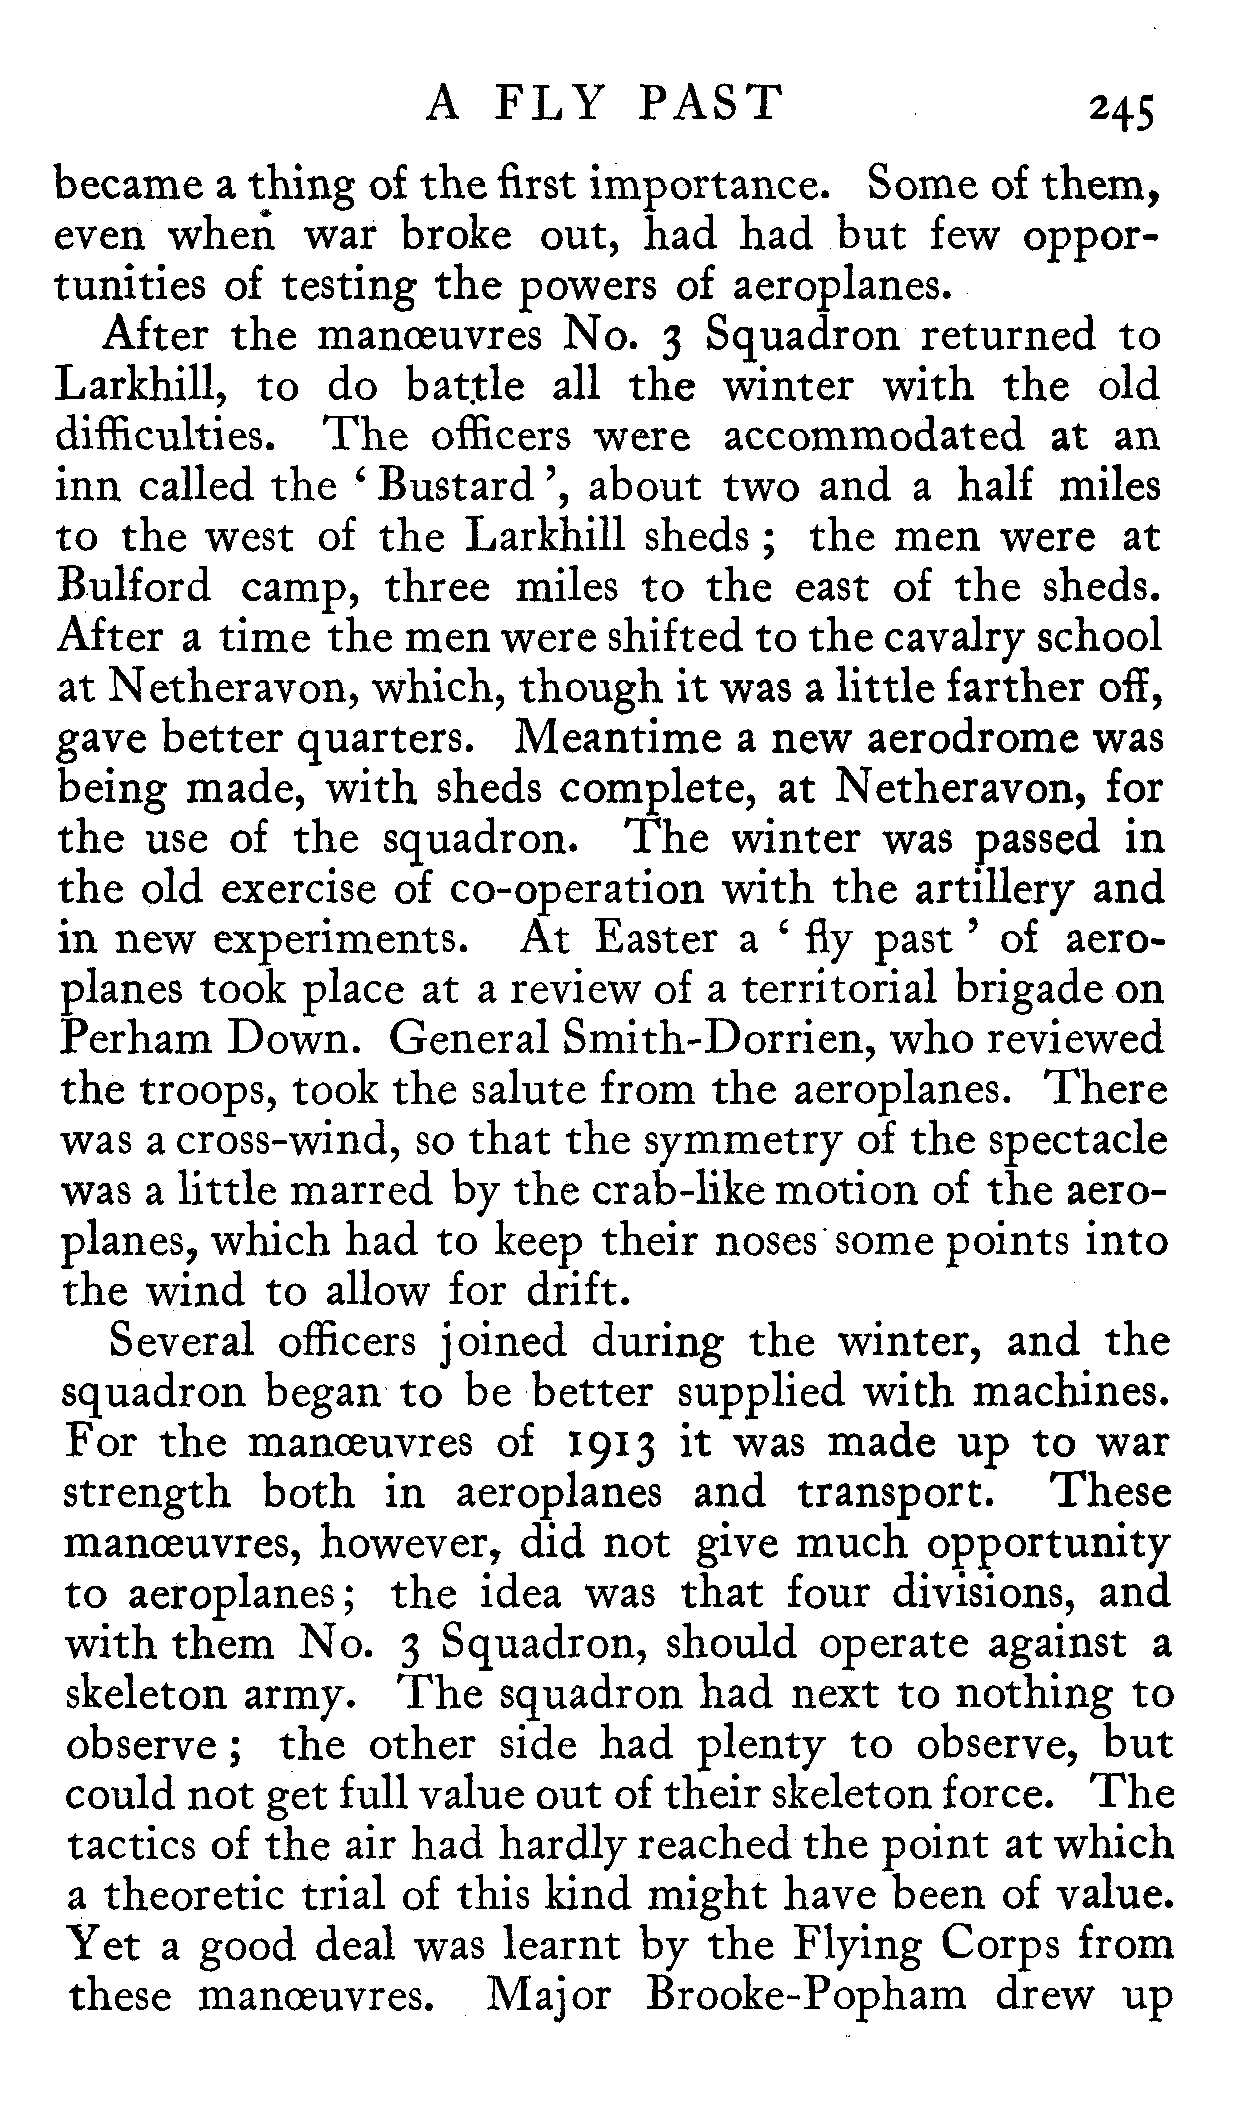 A FLY PAST 245
became a thing of the first importance. Some of them,
even when war broke out, had had but few oppor-
tunities of testing the powers of aeroplanes.
After the manœuvres No. 3 Squadron returned to
Larkhill, to do battle all the winter with the old
difficulties. The officers were accommodated at an
inn called the ‘ Bustard ’, about two and a half miles
to the west of the Larkhill sheds ; the men were at
Bulford camp, three miles to the east of the sheds.
After a time the men were shifted to the cavalry school
at Netheravon, which, though it was a little farther off,
gave better quarters. Meantime a new aerodrome was
being made, with sheds complete, at Netheravon, for
the use of the squadron. The winter was passed in
the old exercise of co-operation with the artillery and
in new experiments. At Easter a ‘ fly past ’ of aero-
planes took place at a review of a territorial brigade on
Perham Down. General Smith-Dorrien, who reviewed
the troops, took the salute from the aeroplanes. There
was a cross-wind, so that the symmetry of the spectacle
was a little marred by the crab-like motion of the aero-
planes, which had to keep their noses some points into
the wind to allow for drift.
Several officers joined during the winter, and the
squadron began to be better supplied with machines.
For the manœuvres of 1913 it was made up to war
strength both in aeroplanes and transport. These
manœuvres, however, did not give much opportunity
to aeroplanes ; the idea was that four divisions, and
with them No. 3 Squadron, should operate against a
skeleton army. The squadron had next to nothing to
observe ; the other side had plenty to observe, but
could not get full value out of their skeleton force. The
tactics of the air had hardly reached the point at which
a theoretic trial of this kind might have been of value.
Yet a good deal was learnt by the Flying Corps from
these manœuvres. Major Brooke-Popham drew up